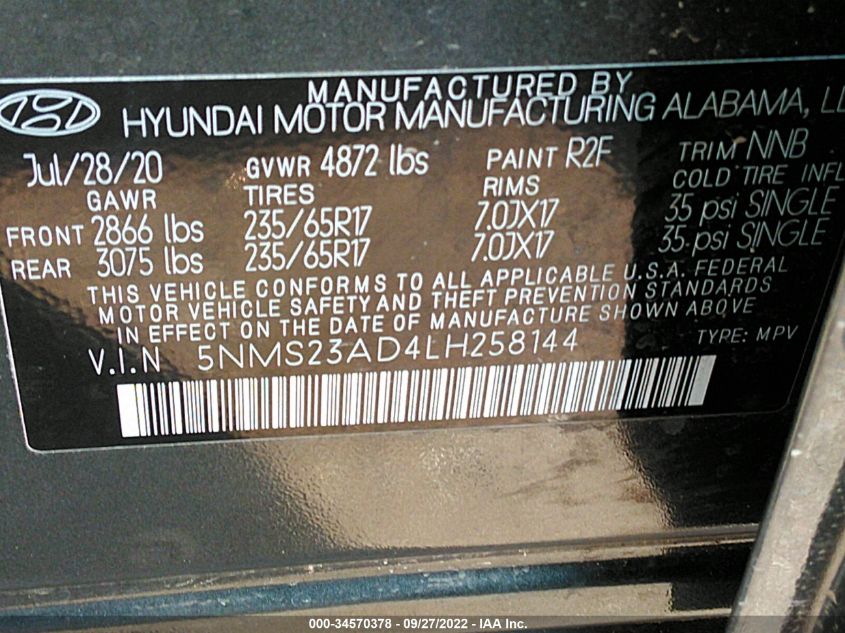 MANUFACTURED BY
HYUNDAI MOTOR MANUFACTURING ALABAMA,
Jul/28/20 GVWR 4872 lbs PAINT R2F TRIM NNB
GAWR TIRES RIMS COLD TIRE INFL
FRONT 2866 lbs 235/65R17 7.0JX17 35 psi SINGLE
REAR 3075 lbs 235/65R17 7.0JX17 35 psi SINGLE
THIS VEHICLE CONFORMS TO ALL APPLICABLE U.S.A. FEDERAL
MOTOR VEHICLE SAFETY AND THEFT PREVENTION STANDARDS
IN EFFECT ON THE DATE OF MANUFACTURE SHOWN ABOVE
V.I.N 5NMS23AD4LH258144 TYPE: MPV
000-34570378 - 09/27/2022 - IAA Inc.